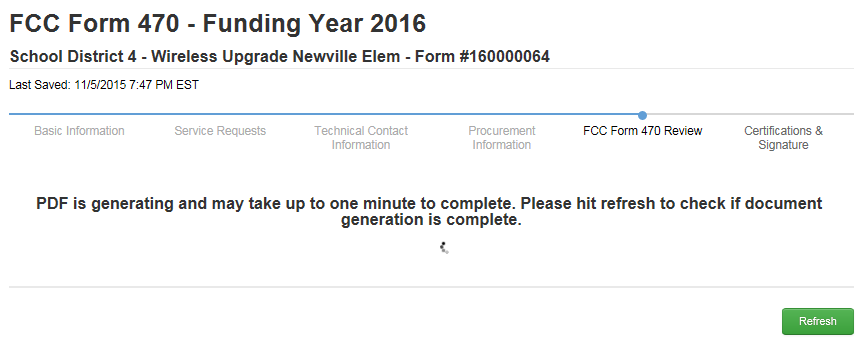 FCC Form 470 - Funding Year 2016
School District 4 - Wireless Upgrade Newville Elem - Form #160000064
Last Saved: 11/5/2015 7:47 PM EST
Basic Information
Service Requests
Technical Contact
Information
Procurement
Information
FCC Form 470 Review
Certifications &
Signature
PDF is generating and may take up to one minute to complete. Please hit refresh to check if document
generation is complete.
Refresh